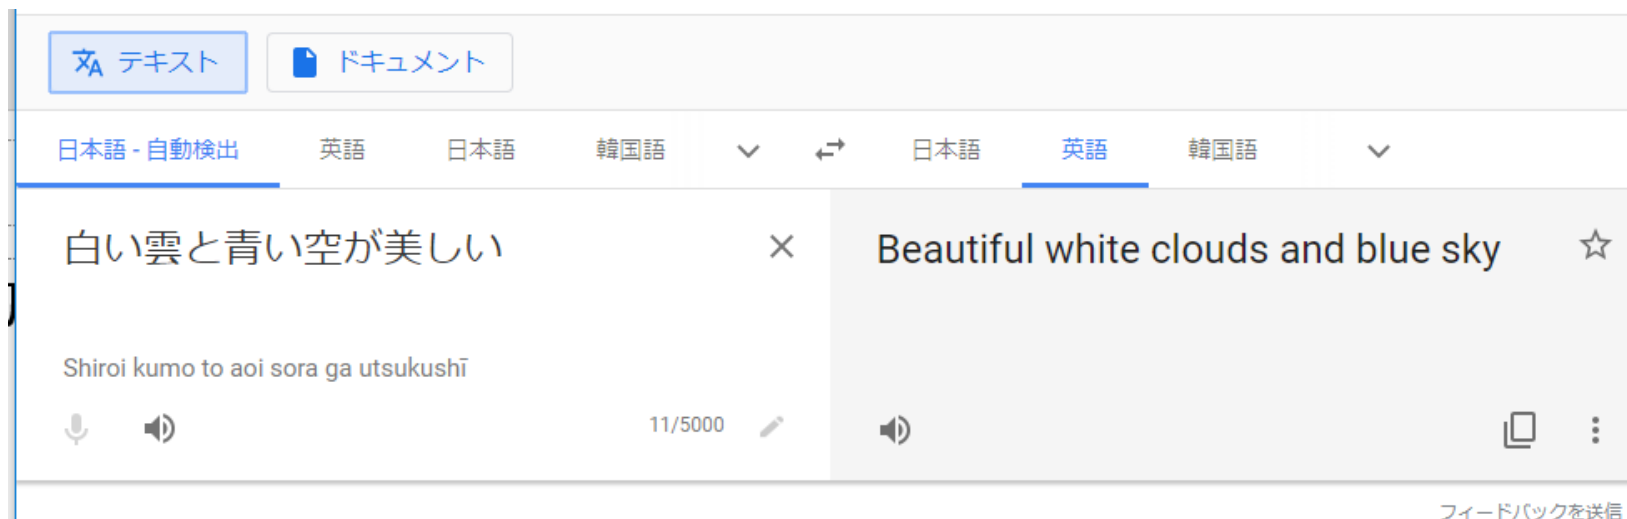 テキスト ドキュメント
日本語 - 自動検出 英語 日本語 韓国語 日本語 英語 韓国語
白い雲と青い空が美しい
Beautiful white clouds and blue sky
Shiroi kumo to aoi sora ga utsukushī
11/5000
フィードバックを送信